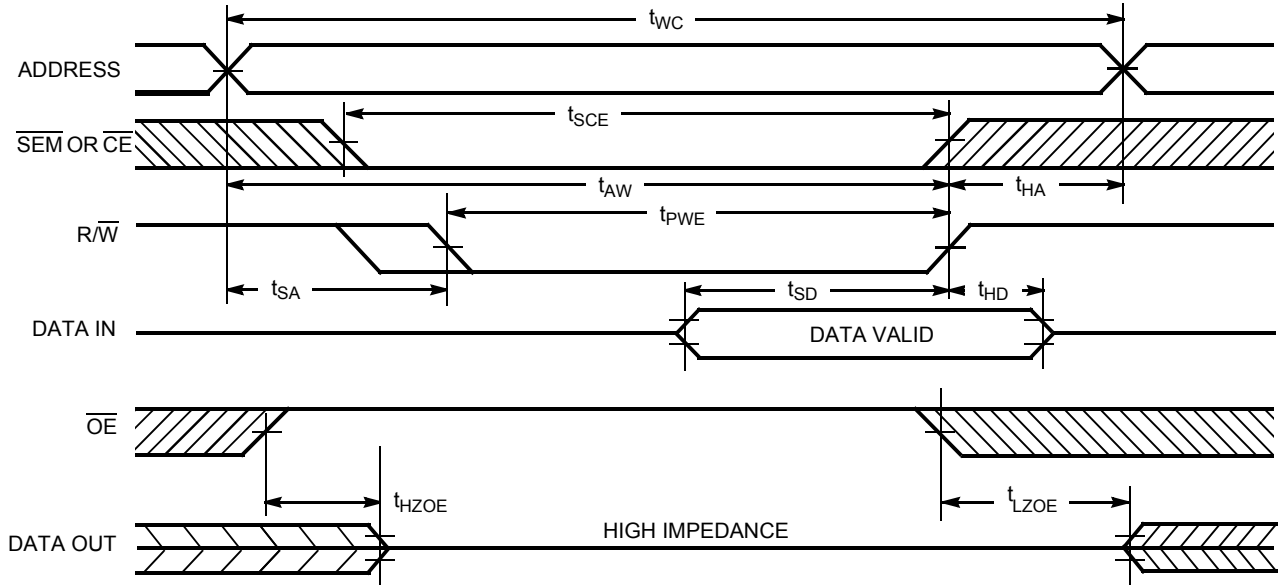 tWC
ADDRESS
tSCE
SEM OR CE
tAW
tHA
tPWE
R/W
tSA
tSD
tHD
DATA IN
DATA VALID
OE
tHZOE
tLZOE
HIGH IMPEDANCE
DATA OUT